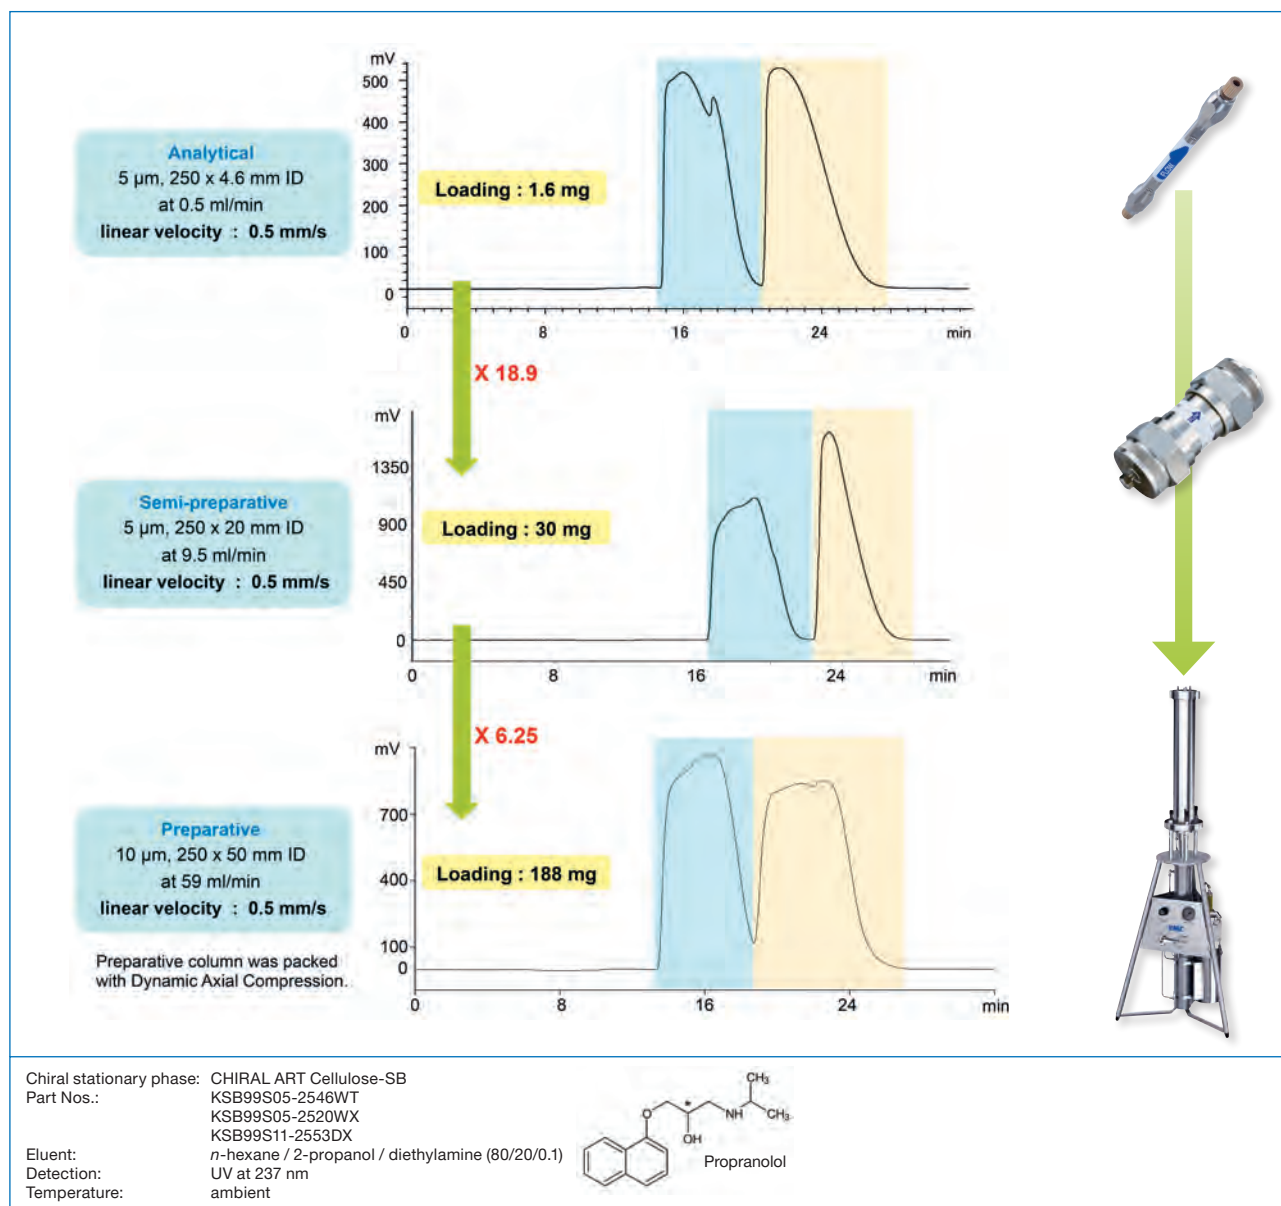 mV
500
400
300
200
100
0
0
8
16
24
min
Analytical
5 µm, 250 x 4.6 mm ID
at 0.5 ml/min
linear velocity : 0.5 mm/s
Loading : 1.6 mg
FLOW
X 18.9
mV
1350
900
450
0
0
8
16
24
min
Semi-preparative
5 µm, 250 x 20 mm ID
at 9.5 ml/min
linear velocity : 0.5 mm/s
Loading : 30 mg
X 6.25
mV
700
400
100
0
0
8
16
24
min
Preparative
10 µm, 250 x 50 mm ID
at 59 ml/min
linear velocity : 0.5 mm/s
Loading : 188 mg
Preparative column was packed
with Dynamic Axial Compression.
YMC
Chiral stationary phase: CHIRAL ART Cellulose-SB
Part Nos.: KSB99S05-2546WT
KSB99S05-2520WX
KSB99S11-2553DX
Eluent: n-hexane / 2-propanol / diethylamine (80/20/0.1)
Detection: UV at 237 nm
Temperature: ambient
CH₃
O
*
NH
CH₃
OH
Propranolol